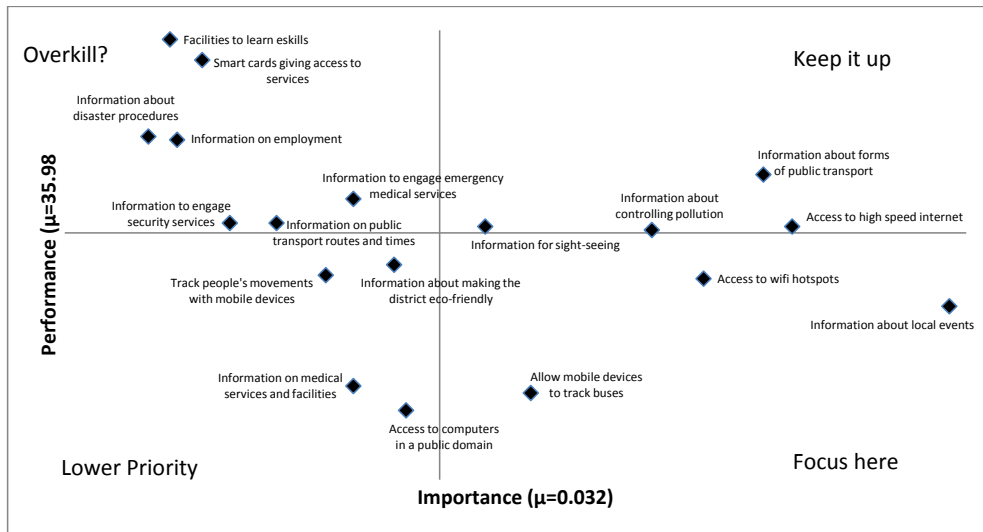 Facilities to learn eskills
Overkill?
Keep it up
Smart cards giving access to
services
Information about
disaster procedures
Information on employment
Information about forms
of public transport
Information to engage emergency
medical services
Information about
controlling pollution
Information to engage
security services
Access to high speed internet
Information on public
transport routes and times
Information for sight-seeing
Performance (μ=35.98
Track people's movements
with mobile devices
Information about making the
district eco-friendly
Access to wifi hotspots
Information about local events
Information on medical
services and facilities
Allow mobile devices
to track buses
Access to computers
in a public domain
Lower Priority
Focus here
Importance (μ=0.032)